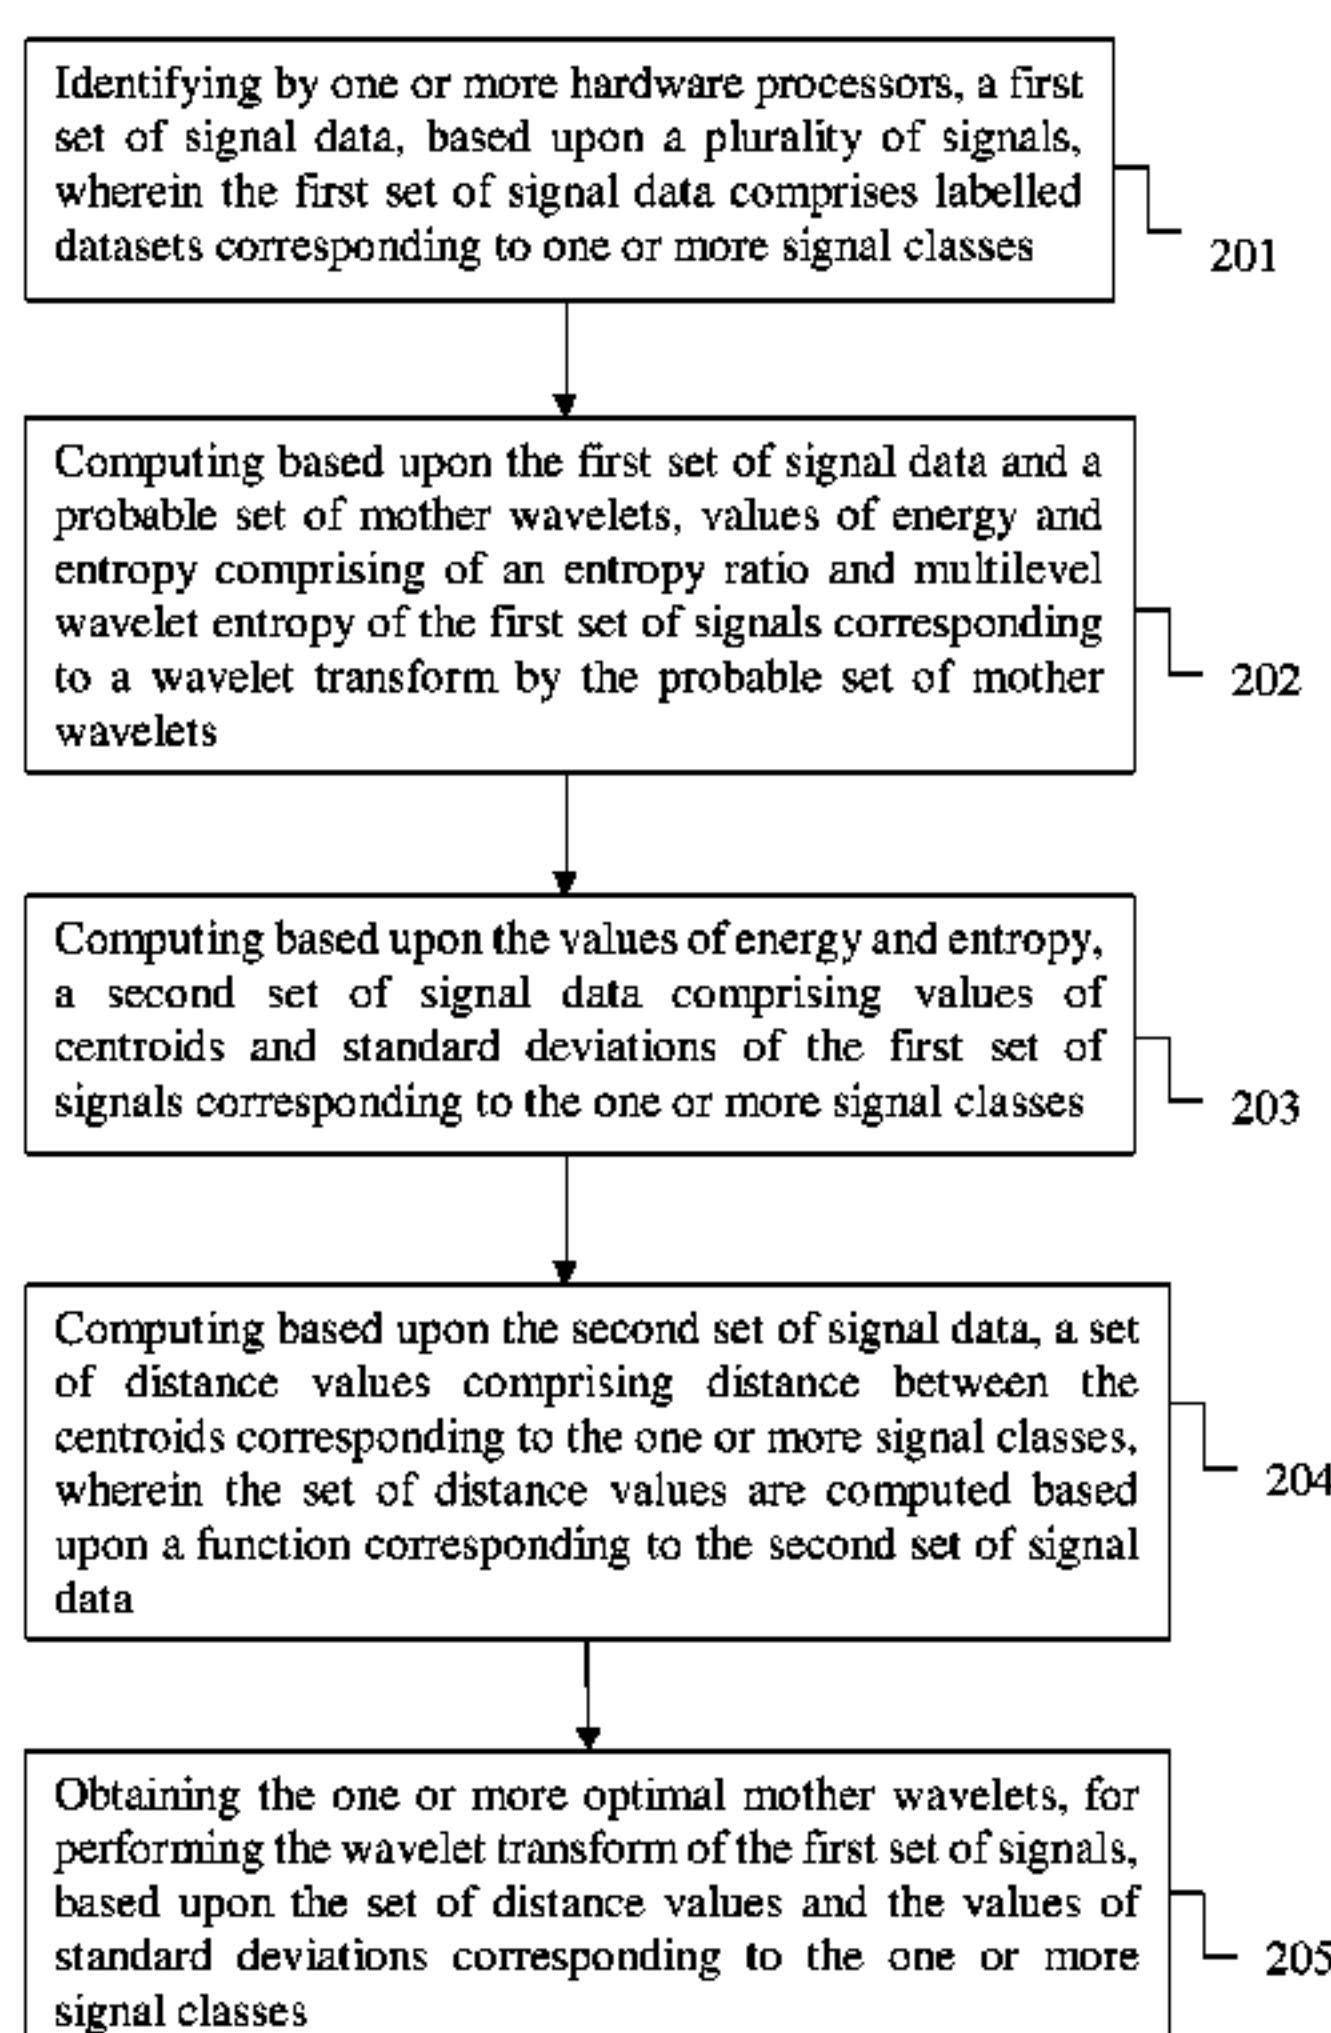 Identifying by one or more hardware processors, a first
set of signal data, based upon a plurality of signals,
wherein the first set of signal data comprises labelled
datasets corresponding to one or more signal classes
201
Computing based upon the first set of signal data and a
probable set of mother wavelets, values of energy and
entropy comprising of an entropy ratio and multilevel
wavelet entropy of the first set of signals corresponding
to a wavelet transform by the probable set of mother
wavelets
202
Computing based upon the values of energy and entropy,
a second set of signal data comprising values of
centroids and standard deviations of the first set of
signals corresponding to the one or more signal classes
203
Computing based upon the second set of signal data, a set
of distance values comprising distance between the
centroids corresponding to the one or more signal classes,
wherein the set of distance values are computed based
upon a function corresponding to the second set of signal
data
204
Obtaining the one or more optimal mother wavelets, for
performing the wavelet transform of the first set of signals,
based upon the set of distance values and the values of
standard deviations corresponding to the one or more
signal classes
205